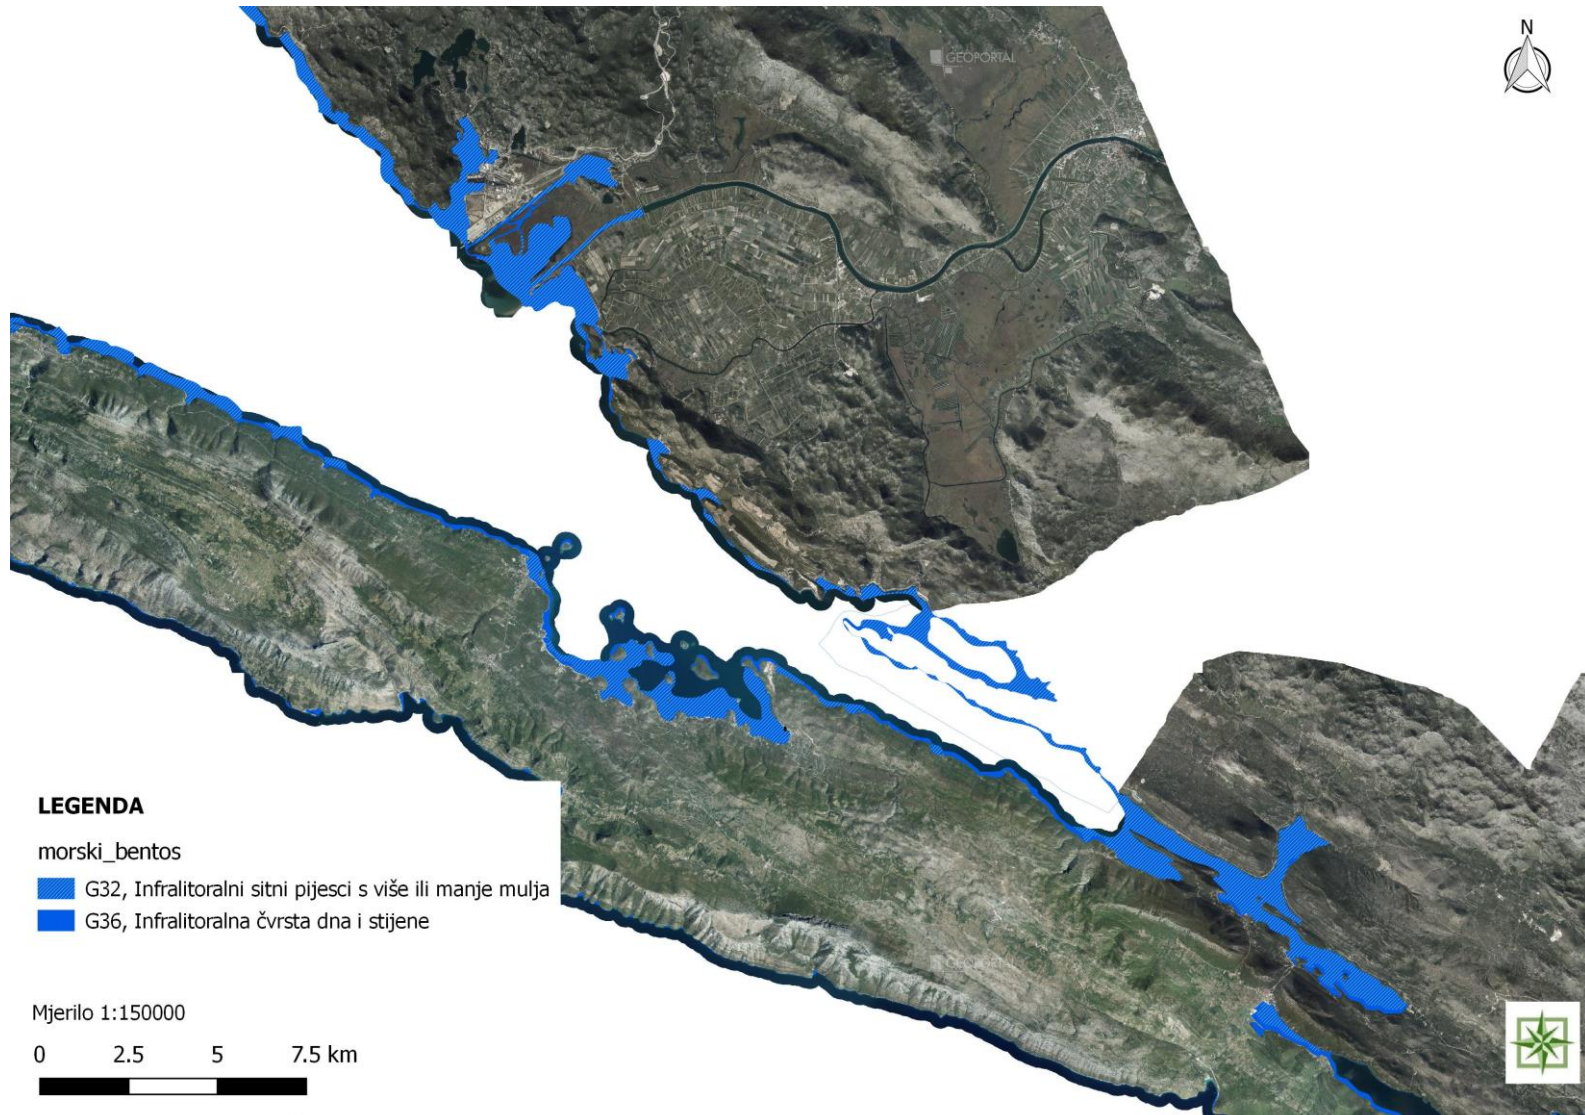 N
GEOPORTAL
LEGENDA
morski_bentos
G32, Infralitoralni sitni pijesci s više ili manje mulja
G36, Infralitoralna čvrsta dna i stijene
Mjerilo 1:150000
0 2.5 5 7.5 km